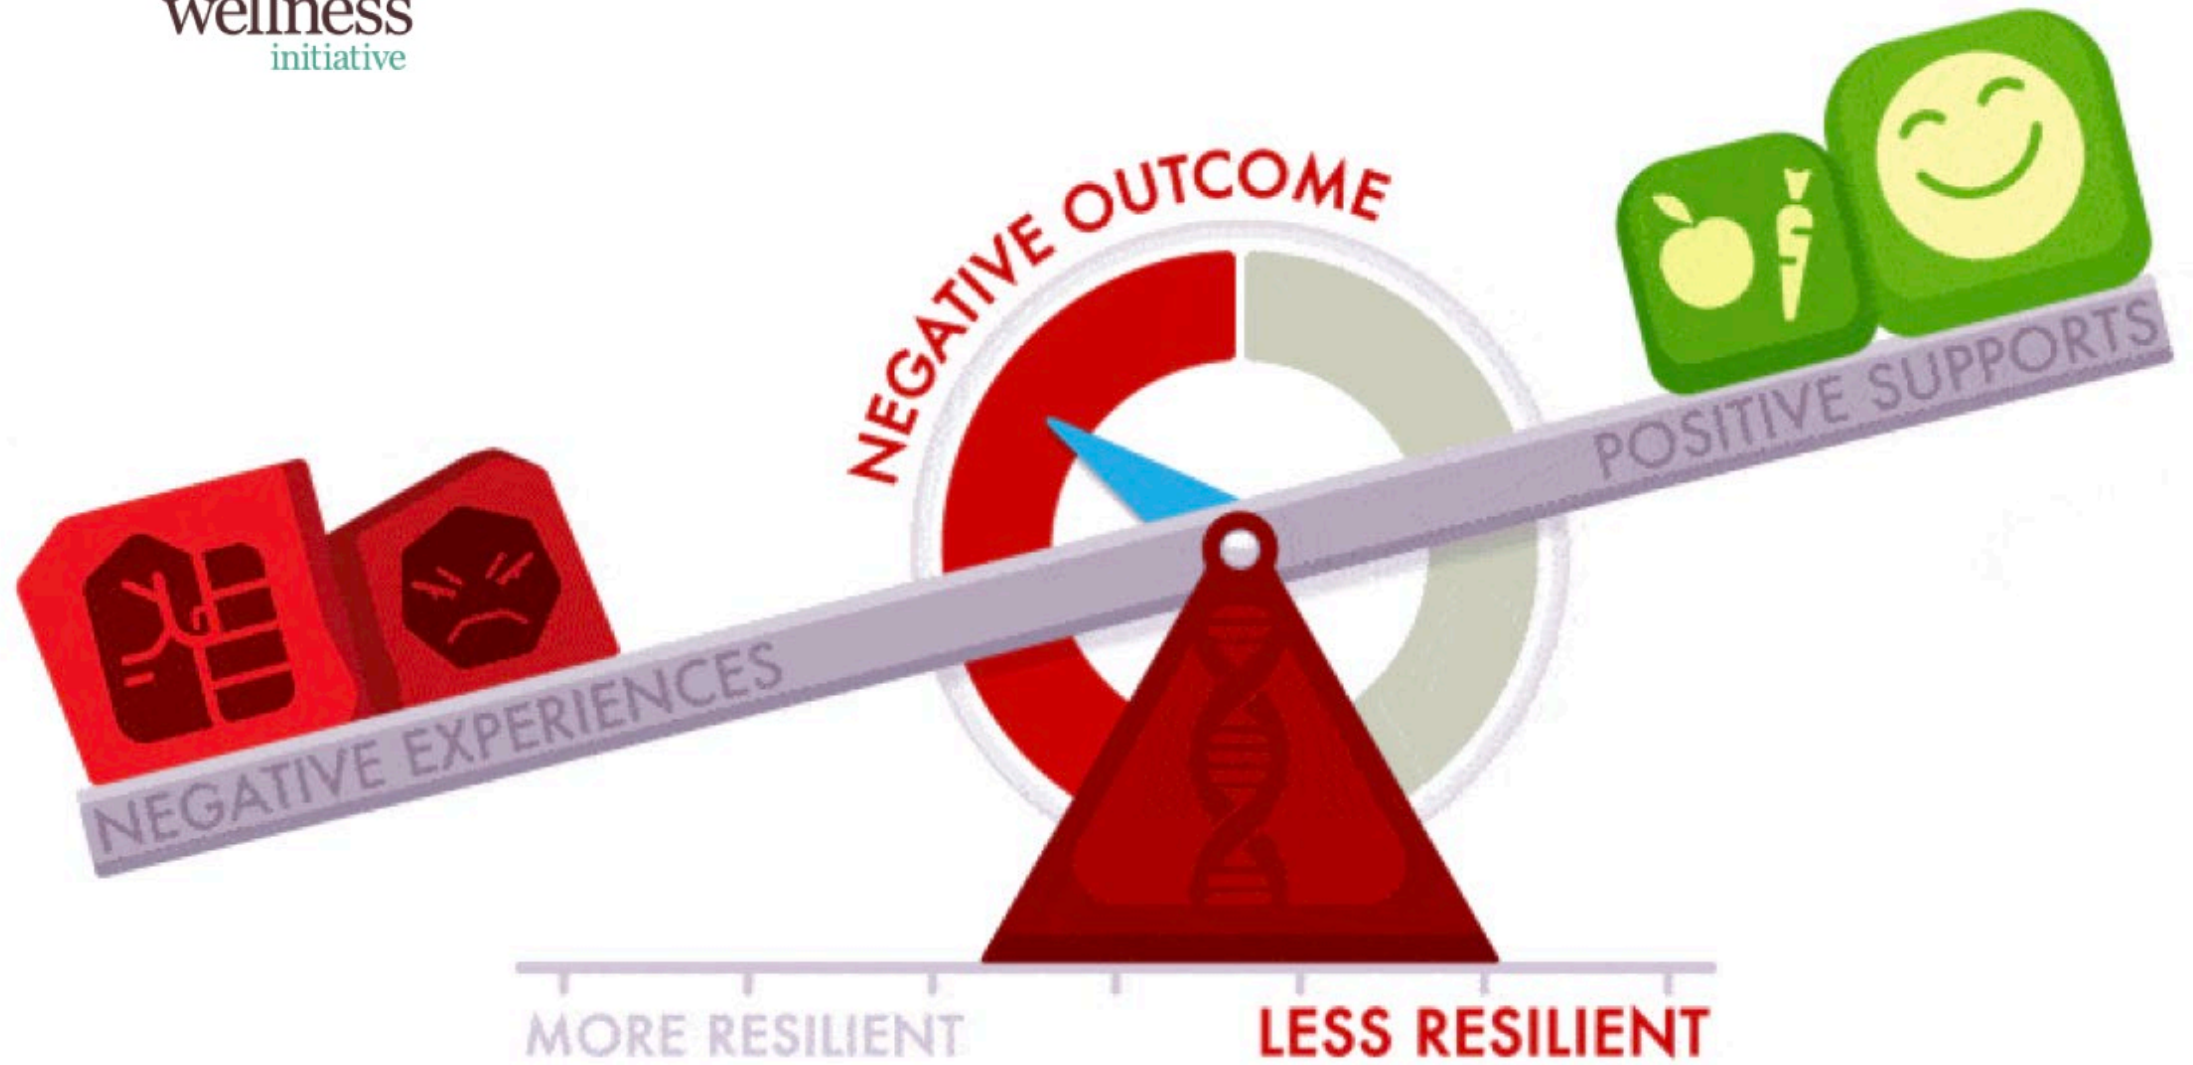 wellness
initiative
NEGATIVE OUTCOME
POSITIVE SUPPORTS
NEGATIVE EXPERIENCES
MORE RESILIENT
LESS RESILIENT